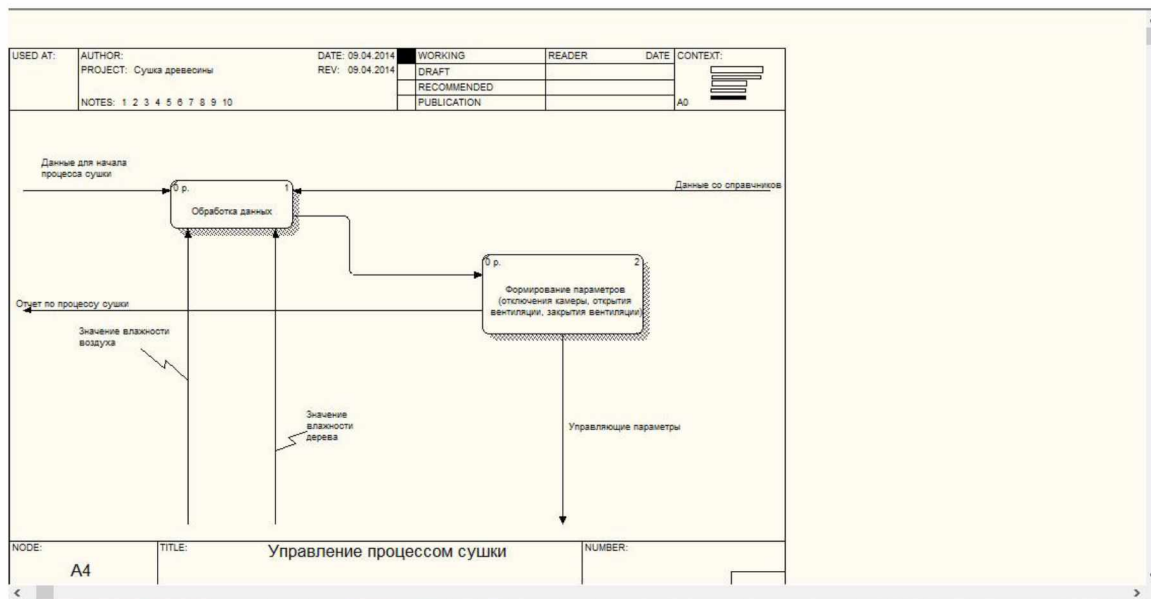 USED AT:
AUTHOR:
DATE: 09.04.2014
WORKING
READER
DATE
CONTEXT:
PROJECT: Сушка древесины
REV: 09.04.2014
DRAFT
RECOMMENDED
NOTES: 1 2 3 4 5 6 7 8 9 10
PUBLICATION
A0
Данные для начала
процесса сушки
0 р.
1
Обработка данных
Данные со справчников
0 р.
2
Формирование параметров
(отключения камеры, открытия
вентиляции, закрытия вентиляции)
Отчет по процессу сушки
Значение влажности
воздуха
Значение
влажности
дерева
Управляющие параметры
NODE:
A4
TITLE:
Управление процессом сушки
NUMBER: